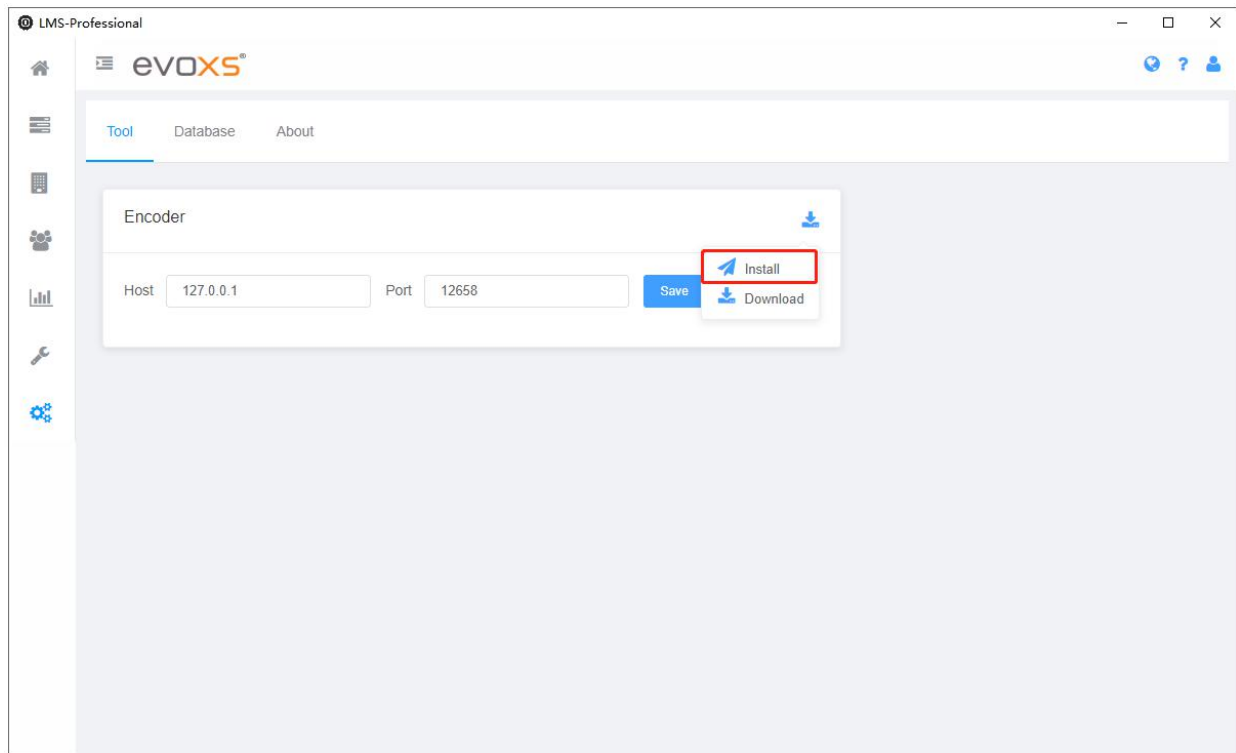 LMS-Professional
evoxs®
?
Tool Database About
Encoder
Install
Host 127.0.0.1 Port 12658 Save
Download